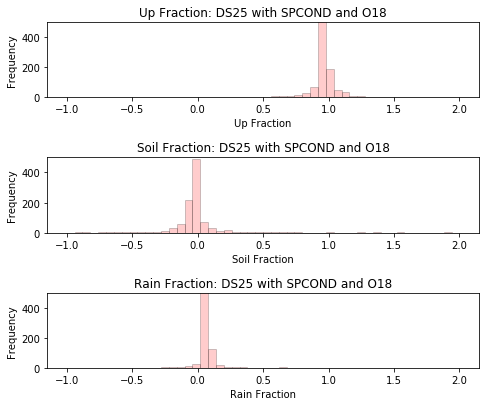 Up Fraction: DS25 with SPCOND and O18
400
200
0
Frequency
−1.0 −0.5 0.0 0.5 1.0 1.5 2.0
Up Fraction
Soil Fraction: DS25 with SPCOND and O18
400
200
0
Frequency
−1.0 −0.5 0.0 0.5 1.0 1.5 2.0
Soil Fraction
Rain Fraction: DS25 with SPCOND and O18
400
200
0
Frequency
−1.0 −0.5 0.0 0.5 1.0 1.5 2.0
Rain Fraction